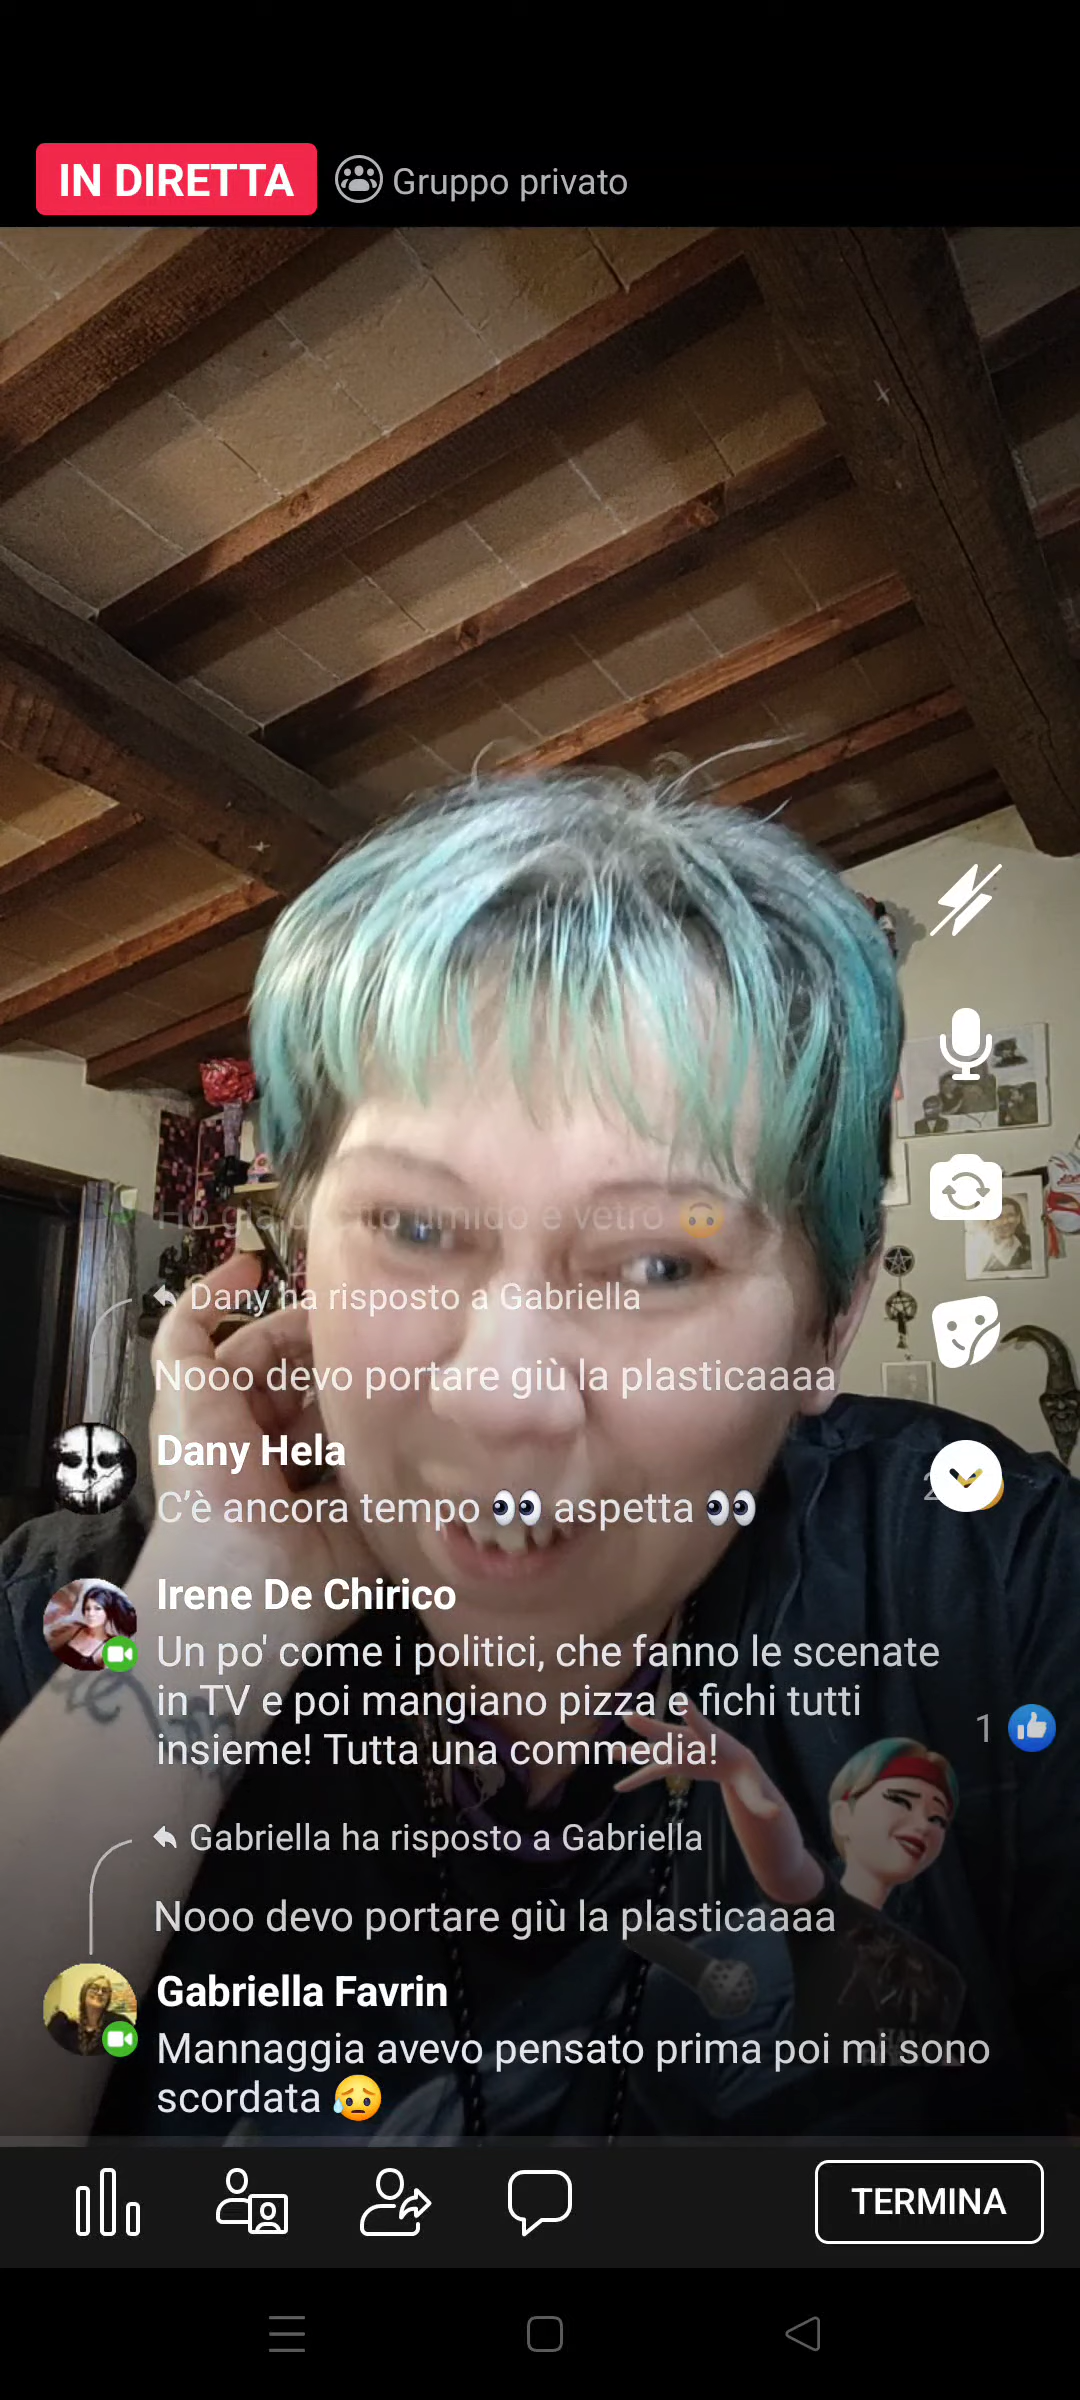 IN DIRETTA
Gruppo privato
umido e vetro 🙃
Dany ha risposto a Gabriella
Nooo devo portare giù la plasticaaaa
Dany Hela
C'è ancora tempo 👀 aspetta 👀
2
Irene De Chirico
Un po' come i politici, che fanno le scenate
in TV e poi mangiano pizza e fichi tutti
insieme! Tutta una commedia!
1
Gabriella ha risposto a Gabriella
Nooo devo portare giù la plasticaaaa
Gabriella Favrin
Mannaggia avevo pensato prima poi mi sono
scordata 😥
TERMINA